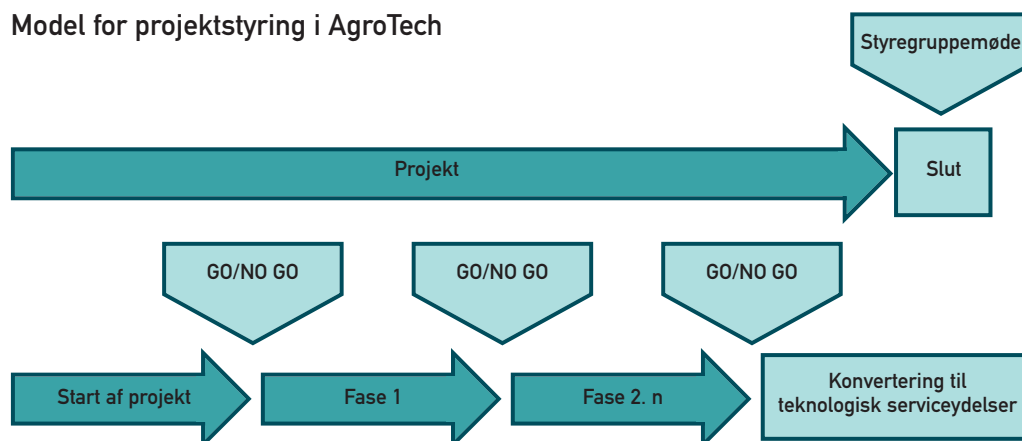 Model for projektstyring i AgroTech
Styregruppemøde
Projekt
Slut
GO/NO GO
GO/NO GO
GO/NO GO
Start af projekt
Fase 1
Fase 2. n
Konvertering til
teknologisk serviceydelser